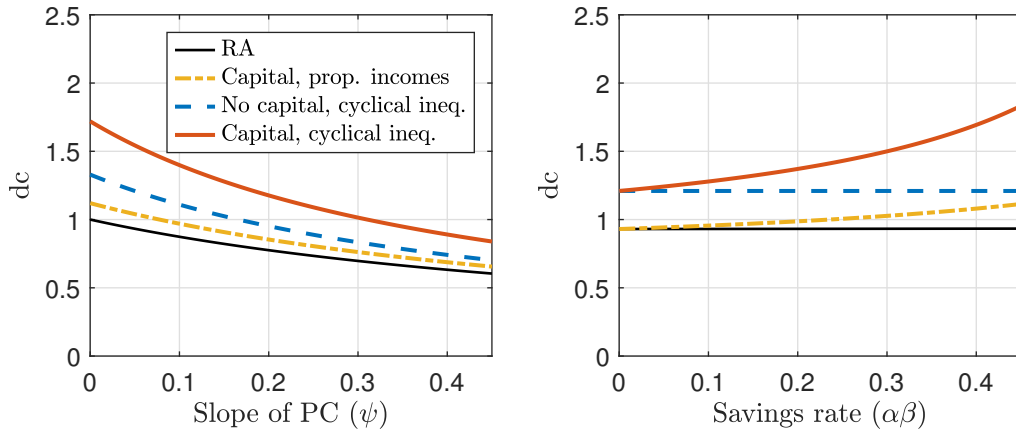 2.5
2
1.5
1
0.5
0
dc
RA
Capital, prop. incomes
No capital, cyclical ineq.
Capital, cyclical ineq.
0 0.1 0.2 0.3 0.4
Slope of PC (ψ)
2.5
2
1.5
1
0.5
0
dc
0 0.1 0.2 0.3 0.4
Savings rate (αβ)